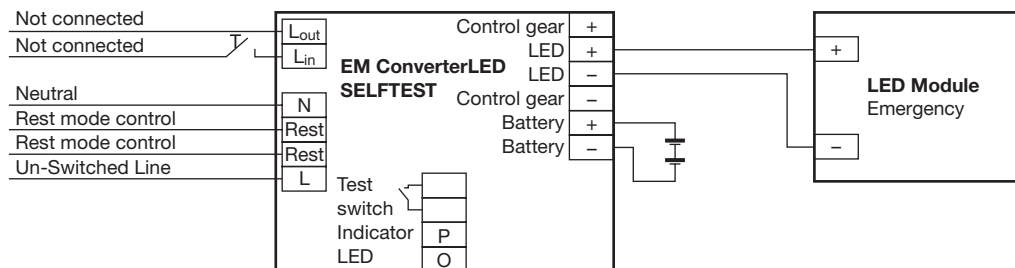 Not connected
Not connected
T
Neutral
Rest mode control
Rest mode control
Un-Switched Line
Lout
Lin
N
Rest
Rest
L
EM ConverterLED
SELFTEST
Test
switch
Indicator P
LED O
Control gear +
LED +
LED –
Control gear –
Battery +
Battery –
+
–
LED Module
Emergency